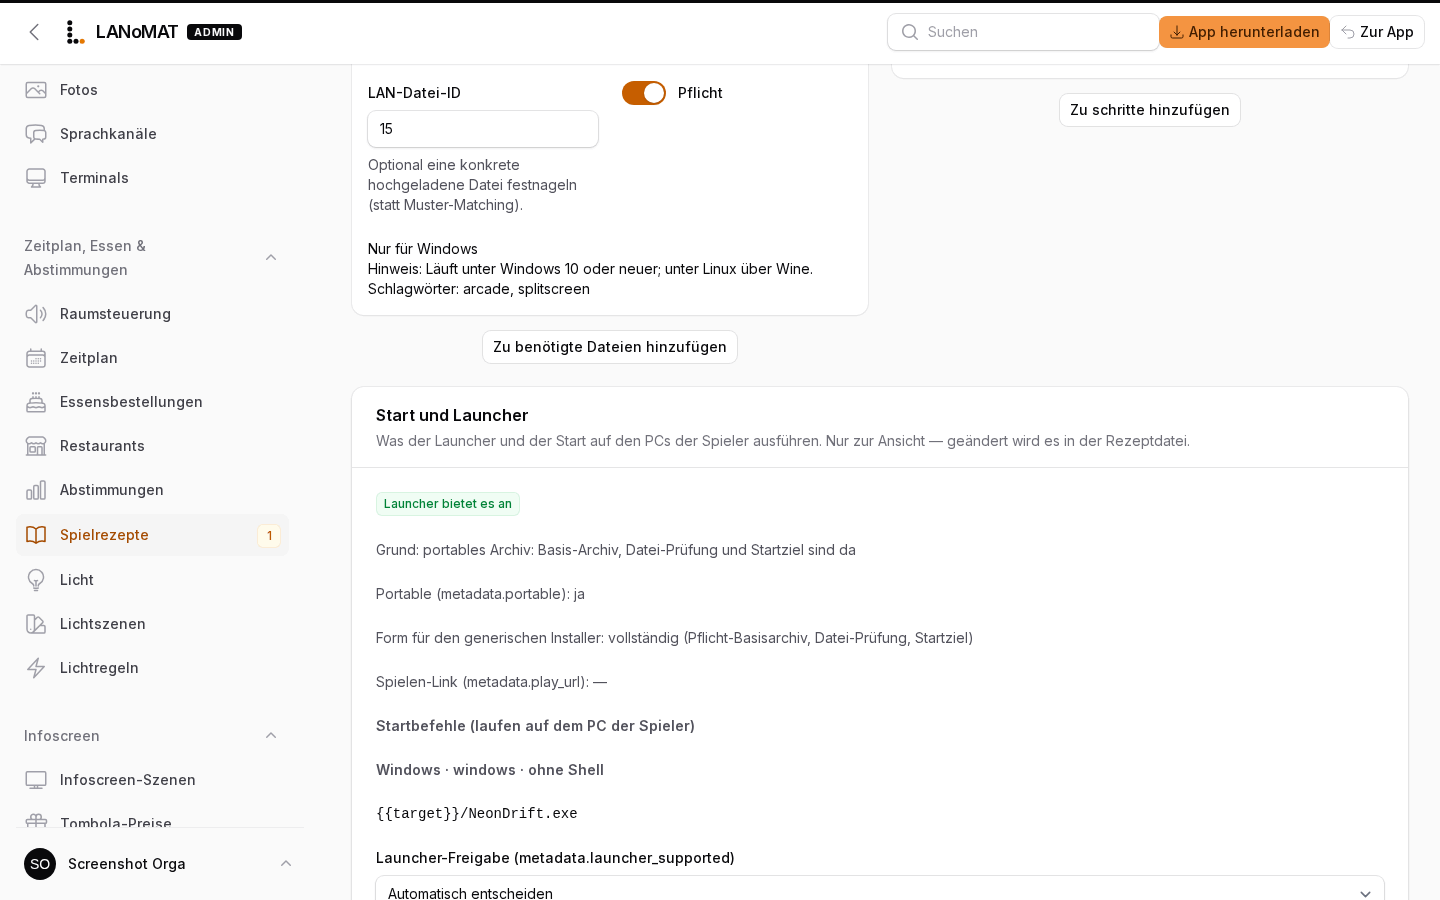 LANoMAT ADMIN
Suchen
App herunterladen
Zur App
Fotos
Sprachkanäle
Terminals
Zeitplan, Essen &
Abstimmungen
Raumsteuerung
Zeitplan
Essensbestellungen
Restaurants
Abstimmungen
Spielrezepte 1
Licht
Lichtszenen
Lichtregeln
Infoscreen
Infoscreen-Szenen
Tombola-Preise
SO Screenshot Orga
LAN-Datei-ID
15
Optional eine konkrete
hochgeladene Datei festnageln
(statt Muster-Matching).
Pflicht
Nur für Windows
Hinweis: Läuft unter Windows 10 oder neuer; unter Linux über Wine.
Schlagwörter: arcade, splitscreen
Zu benötigte Dateien hinzufügen
Zu schritte hinzufügen
Start und Launcher
Was der Launcher und der Start auf den PCs der Spieler ausführen. Nur zur Ansicht — geändert wird es in der Rezeptdatei.
Launcher bietet es an
Grund: portables Archiv: Basis-Archiv, Datei-Prüfung und Startziel sind da
Portable (metadata.portable): ja
Form für den generischen Installer: vollständig (Pflicht-Basisarchiv, Datei-Prüfung, Startziel)
Spielen-Link (metadata.play_url): —
Startbefehle (laufen auf dem PC der Spieler)
Windows · windows · ohne Shell
{{target}}/NeonDrift.exe
Launcher-Freigabe (metadata.launcher_supported)
Automatisch entscheiden